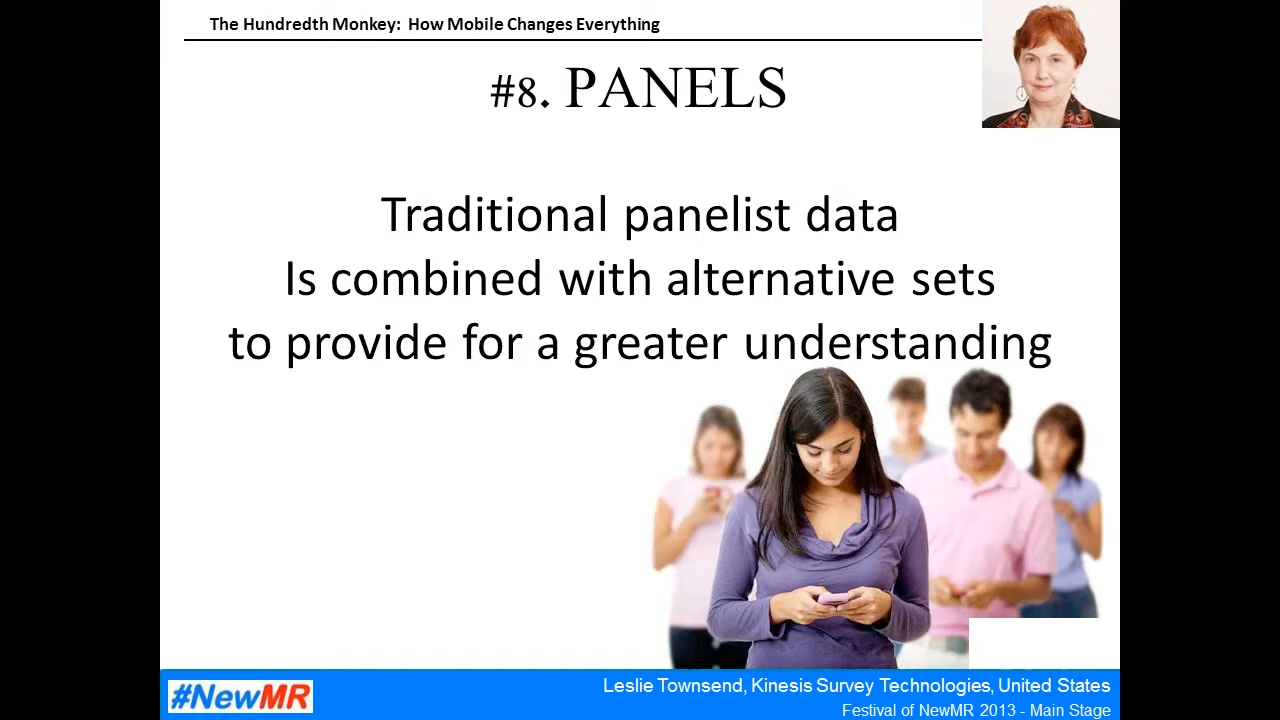 The Hundredth Monkey: How Mobile Changes Everything
#8. PANELS
Traditional panelist data
Is combined with alternative sets
to provide for a greater understanding
#NewMR
Leslie Townsend, Kinesis Survey Technologies, United States
Festival of NewMR 2013 - Main Stage